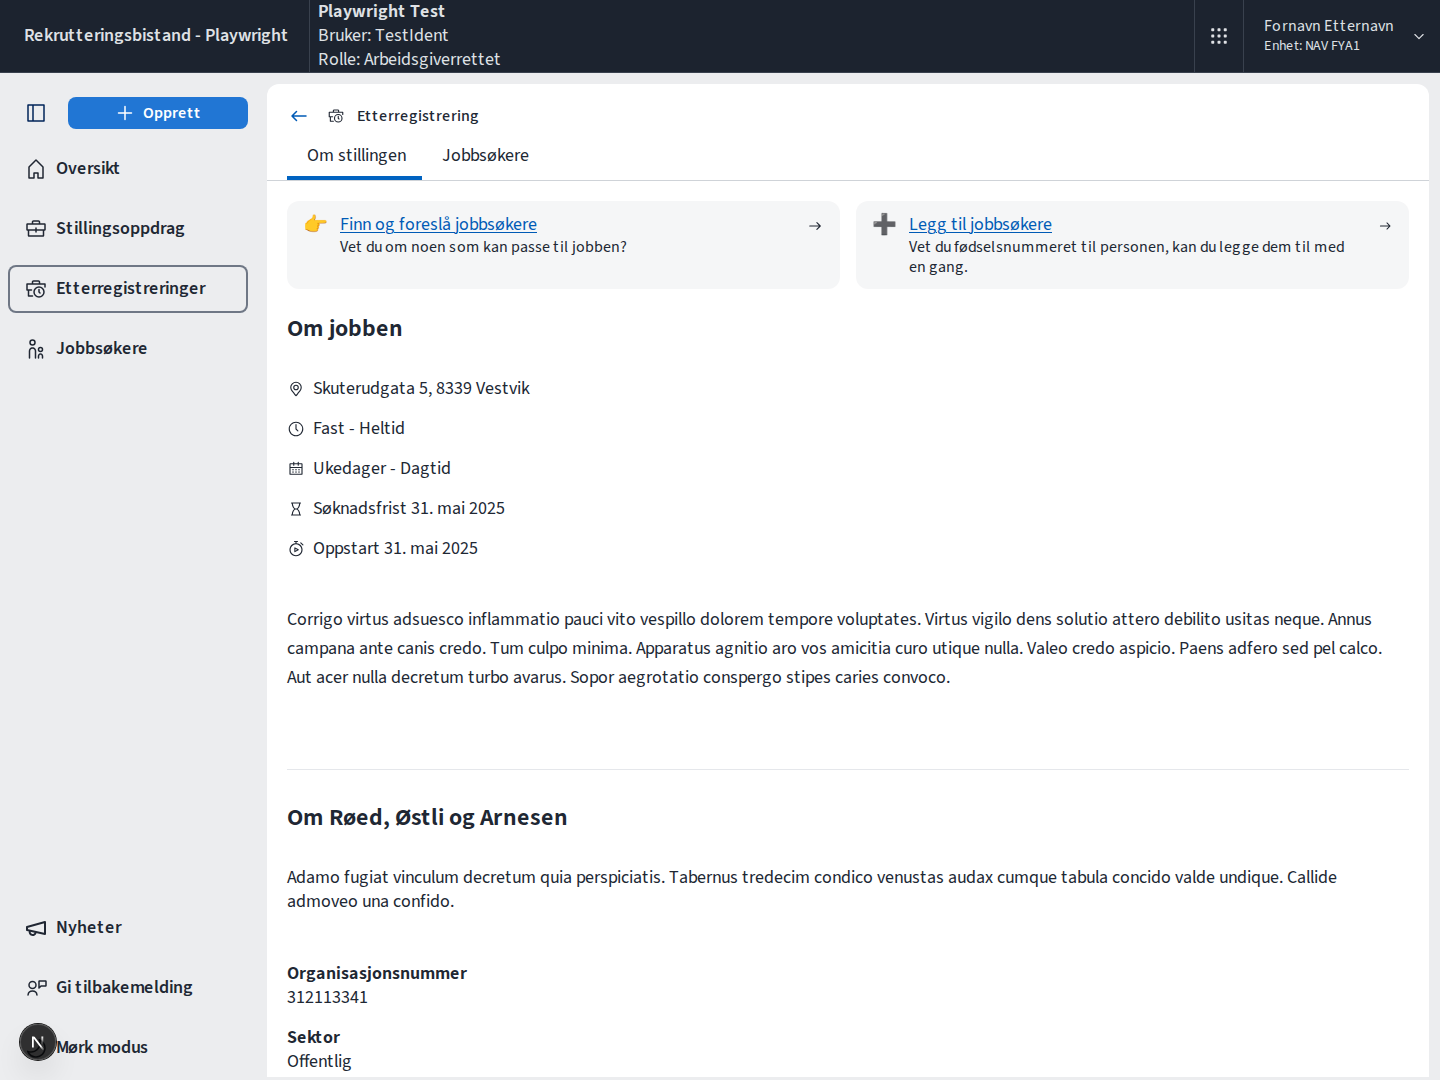 Rekrutteringsbistand - Playwright
Playwright Test
Bruker: TestIdent
Rolle: Arbeidsgiverrettet
Fornavn Etternavn
Enhet: NAV FYA1
Opprett
Oversikt
Stillingsoppdrag
Etterregistreringer
Jobbsøkere
Nyheter
Gi tilbakemelding
N
Mørk modus
Etterregistrering
Om stillingen
Jobbsøkere
Finn og foreslå jobbsøkere
Vet du om noen som kan passe til jobben?
Legg til jobbsøkere
Vet du fødselsnummeret til personen, kan du legge dem til med
en gang.
Om jobben
Skuterudgata 5, 8339 Vestvik
Fast - Heltid
Ukedager - Dagtid
Søknadsfrist 31. mai 2025
Oppstart 31. mai 2025
Corrigo virtus adsuesco inflammatio pauci vito vespillo dolorem tempore voluptates. Virtus vigilo dens solutio attero debilito usitas neque. Annus
campana ante canis credo. Tum culpo minima. Apparatus agnitio aro vos amicitia curo utique nulla. Valeo credo aspicio. Paens adfero sed pel calco.
Aut acer nulla decretum turbo avarus. Sopor aegrotatio conspergo stipes caries convoco.
Om Røed, Østli og Arnesen
Adamo fugiat vinculum decretum quia perspiciatis. Tabernus tredecim condico venustas audax cumque tabula concido valde undique. Callide
admoveo una confido.
Organisasjonsnummer
312113341
Sektor
Offentlig